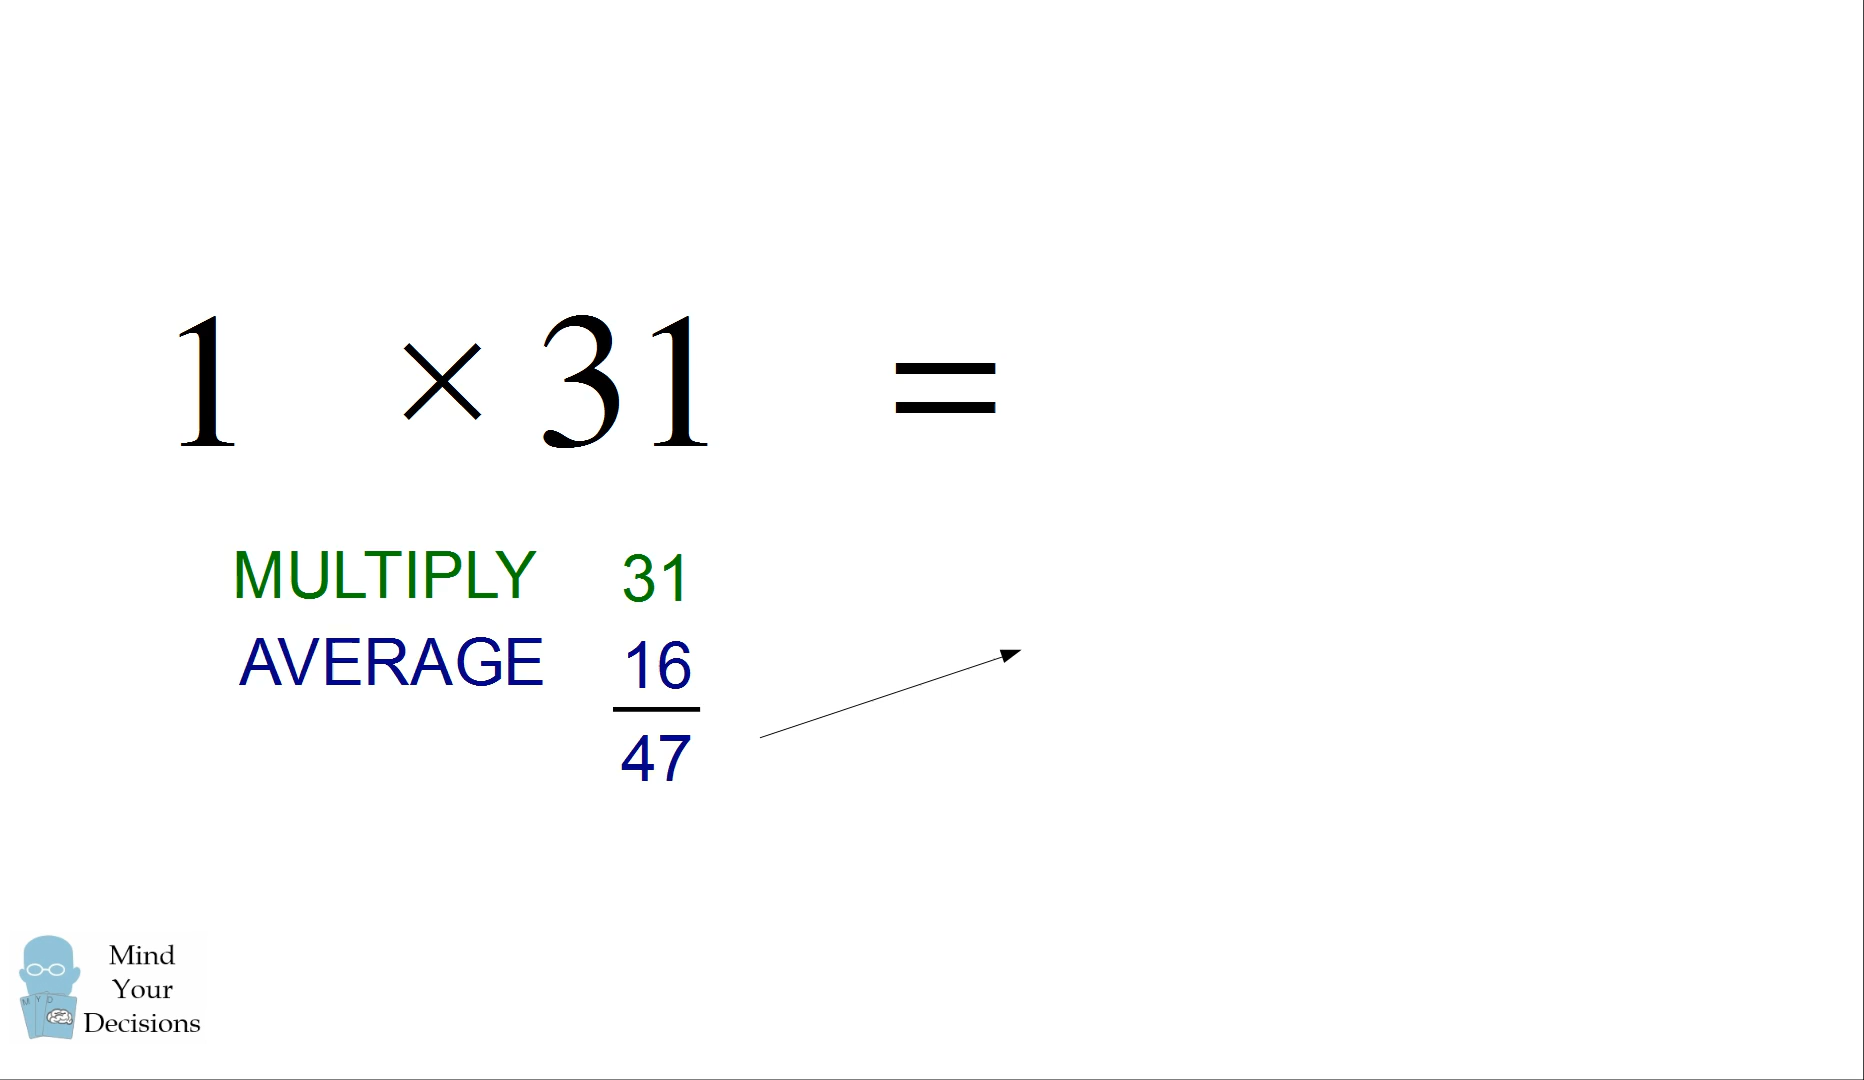 1 × 31 =
MULTIPLY 31
AVERAGE 16
47
Mind
Your
Decisions
M Y D